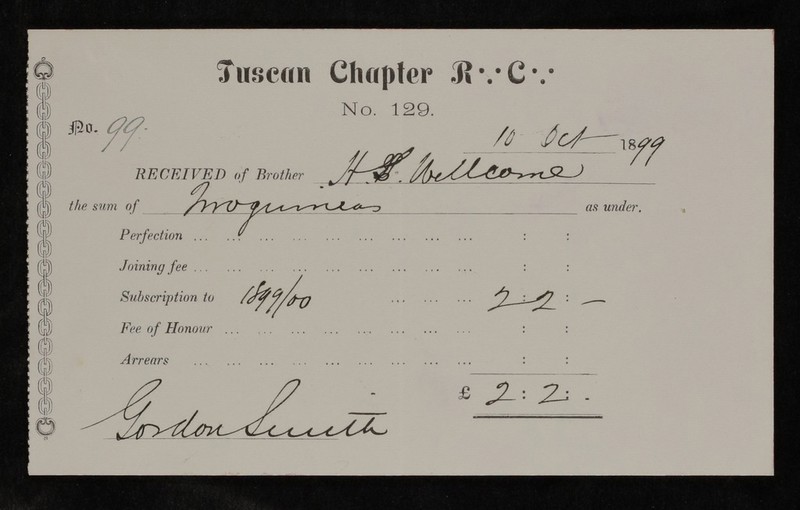 Tuscan Chapter R∵C∵
No. 129.
No. 99.
10 Oct 1899
RECEIVED of Brother H S. Wellcome
the sum of Two guineas as under.
Perfection ... ... ... ... ... ... ... ... ... : :
Joining fee ... ... ... ... ... ... ... ... ... : :
Subscription to 1899/00 ... ... ... 2 : 2 : –
Fee of Honour ... ... ... ... ... ... ... ... : :
Arrears ... ... ... ... ... ... ... ... ... : :
£ 2 : 2 : .
Gordon Smith